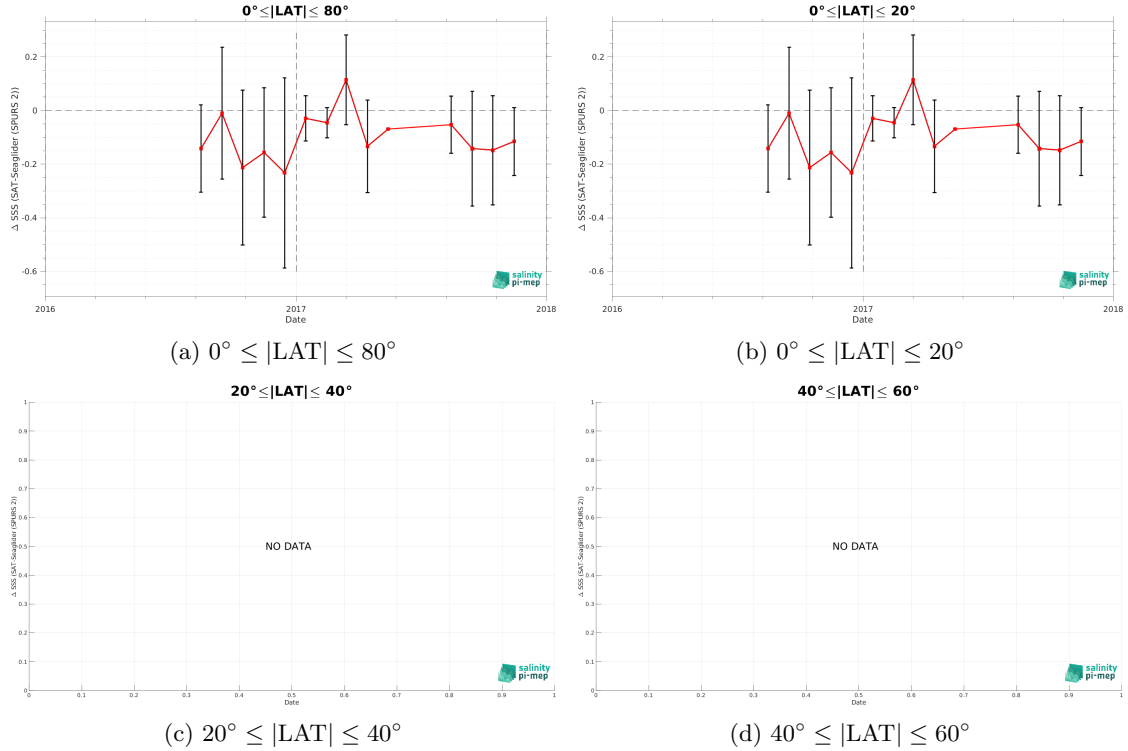 0°≤|LAT|≤ 80°
Δ SSS (SAT-Seaglider (SPURS 2))
0.2
0
-0.2
-0.4
-0.6
2016
2017
2018
Date
salinity
pi-mep
(a) 0° ≤ |LAT| ≤ 80°
0°≤|LAT|≤ 20°
Δ SSS (SAT-Seaglider (SPURS 2))
0.2
0
-0.2
-0.4
-0.6
2016
2017
2018
Date
salinity
pi-mep
(b) 0° ≤ |LAT| ≤ 20°
20°≤|LAT|≤ 40°
Δ SSS (SAT-Seaglider (SPURS 2))
1
0.9
0.8
0.7
0.6
0.5
0.4
0.3
0.2
0.1
0
NO DATA
0 0.1 0.2 0.3 0.4 0.5 0.6 0.7 0.8 0.9 1
Date
salinity
pi-mep
(c) 20° ≤ |LAT| ≤ 40°
40°≤|LAT|≤ 60°
Δ SSS (SAT-Seaglider (SPURS 2))
1
0.9
0.8
0.7
0.6
0.5
0.4
0.3
0.2
0.1
0
NO DATA
0 0.1 0.2 0.3 0.4 0.5 0.6 0.7 0.8 0.9 1
Date
salinity
pi-mep
(d) 40° ≤ |LAT| ≤ 60°